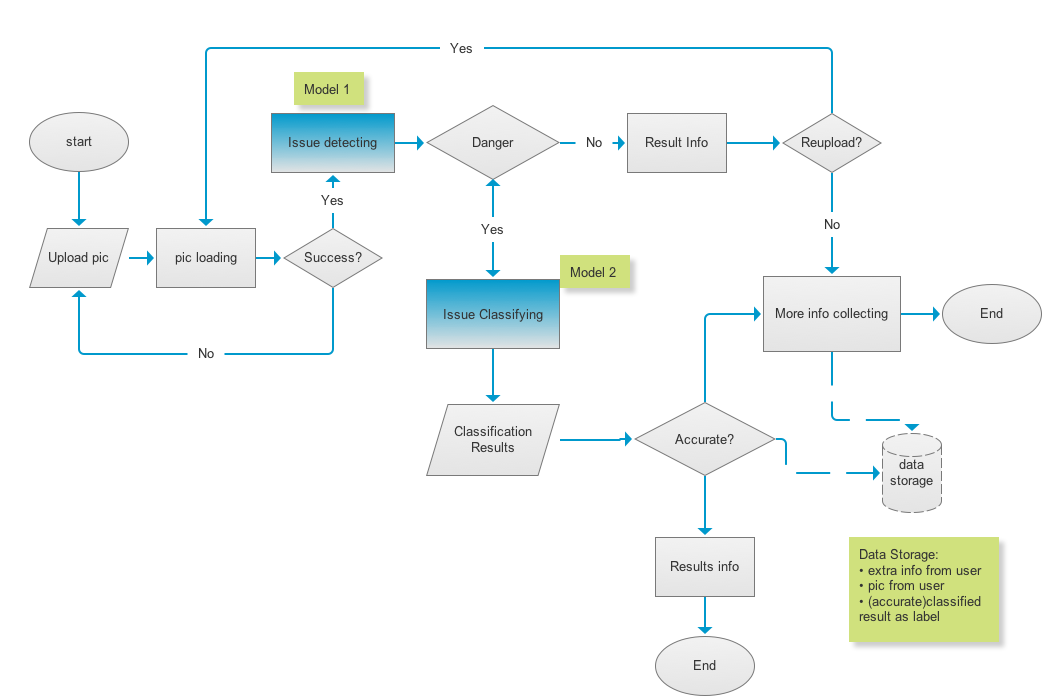 Yes
Model 1
start
Issue detecting
Danger
No
Result Info
Reupload?
Yes
Yes
No
Upload pic
pic loading
Success?
Model 2
Issue Classifying
More info collecting
End
No
Classification
Results
Accurate?
data
storage
Results info
Data Storage:
• extra info from user
• pic from user
• (accurate)classified
result as label
End